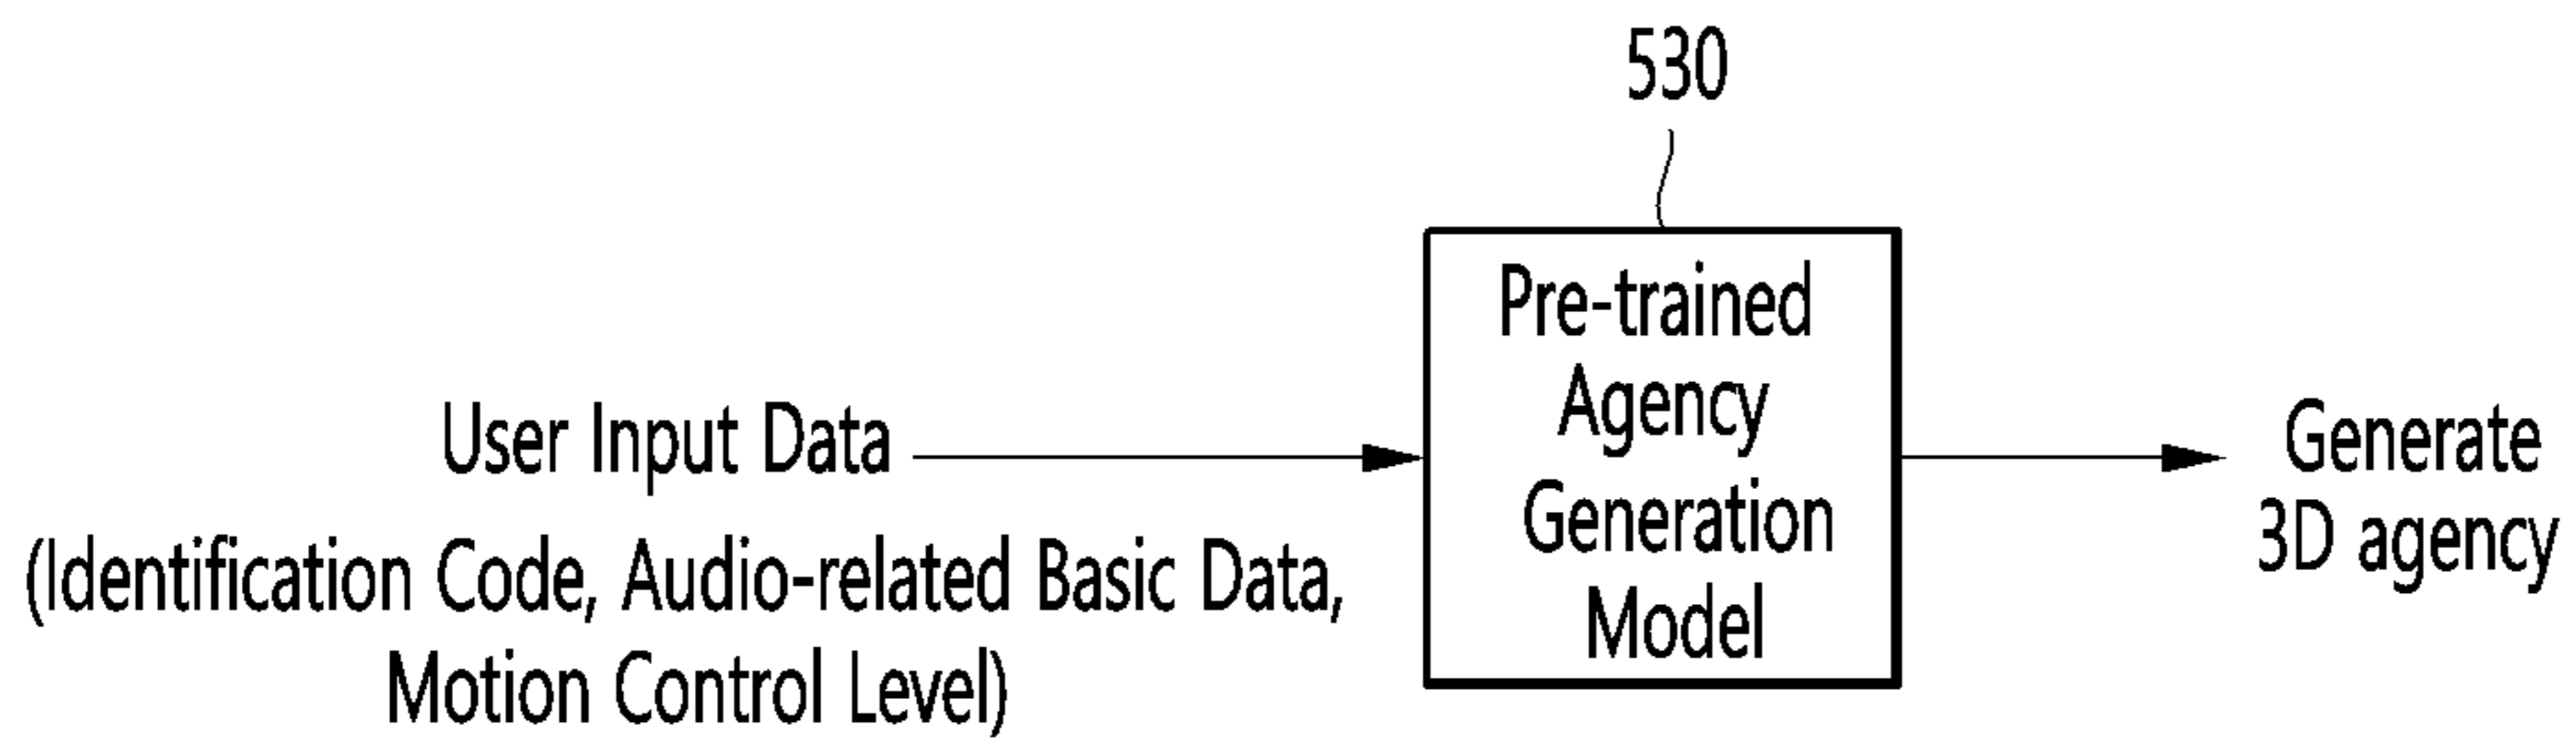 530
Pre-trained
Agency
Generation
Model
User Input Data
(Identification Code, Audio-related Basic Data,
Motion Control Level)
Generate
3D agency